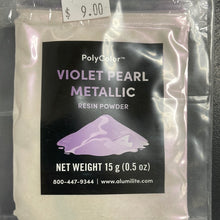 $ 9.00
PolyColor™
VIOLET PEARL
METALLIC
RESIN POWDER
NET WEIGHT 15 g (0.5 oz)
800-447-9344 | www.alumilite.com